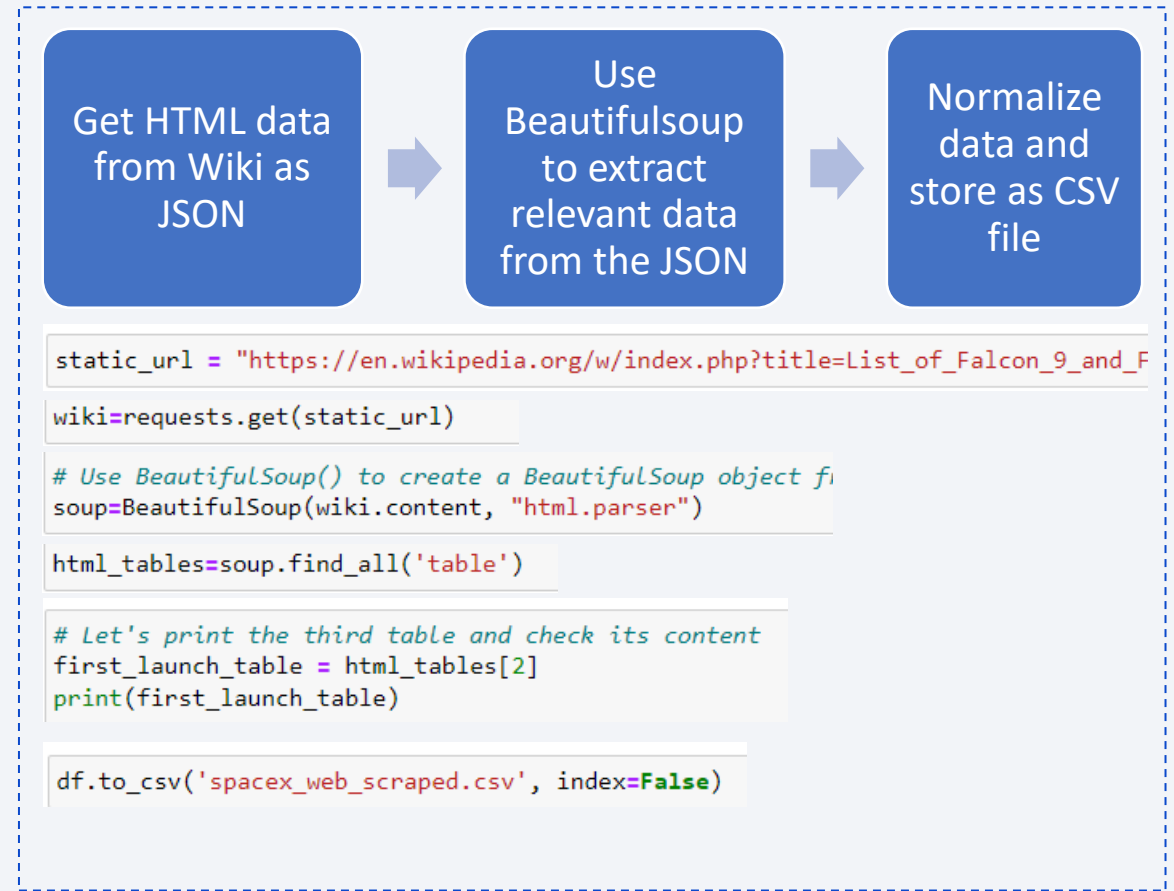 Get HTML data
from Wiki as
JSON
Use
Beautifulsoup
to extract
relevant data
from the JSON
Normalize
data and
store as CSV
file
static_url = "https://en.wikipedia.org/w/index.php?title=List_of_Falcon_9_and_F
wiki=requests.get(static_url)
# Use BeautifulSoup() to create a BeautifulSoup object
soup=BeautifulSoup(wiki.content, "html.parser")
html_tables=soup.find_all('table')
# Let's print the third table and check its content
first_launch_table = html_tables[2]
print(first_launch_table)
df.to_csv('spacex_web_scraped.csv', index=False)